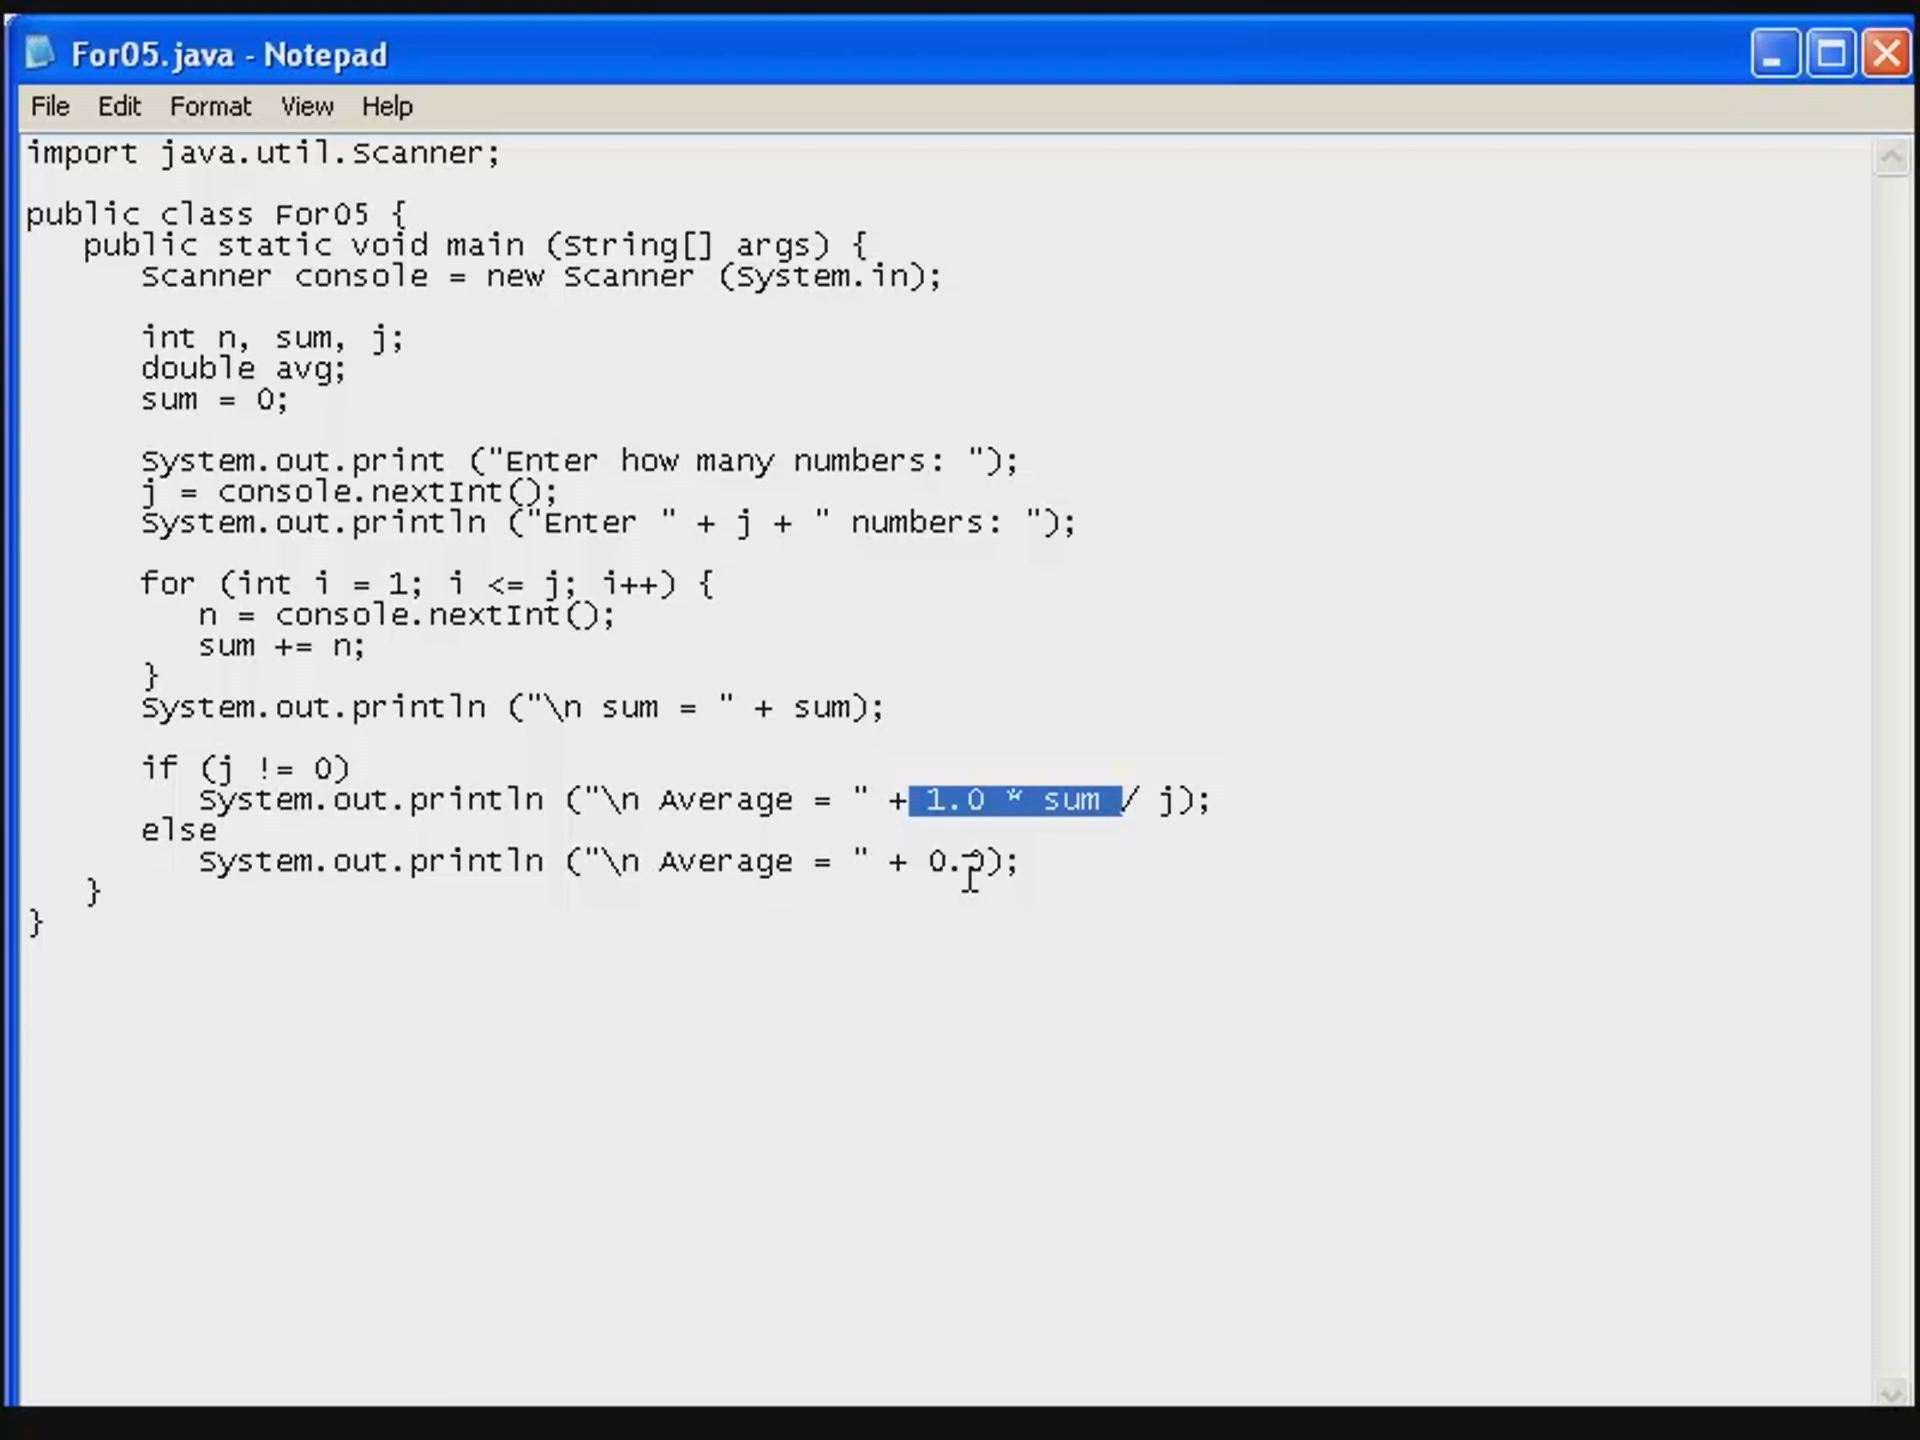 For05.java - Notepad
File Edit Format View Help
import java.util.Scanner;
public class For05 {
public static void main (String[] args) {
Scanner console = new Scanner (System.in);
int n, sum, j;
double avg;
sum = 0;
System.out.print ("Enter how many numbers: ");
j = console.nextInt();
System.out.println ("Enter " + j + " numbers: ");
for (int i = 1; i <= j; i++) {
n = console.nextInt();
sum += n;
}
System.out.println ("\n sum = " + sum);
if (j != 0)
System.out.println ("\n Average = " + 1.0 * sum / j);
else
System.out.println ("\n Average = " + 0.0);
}
}